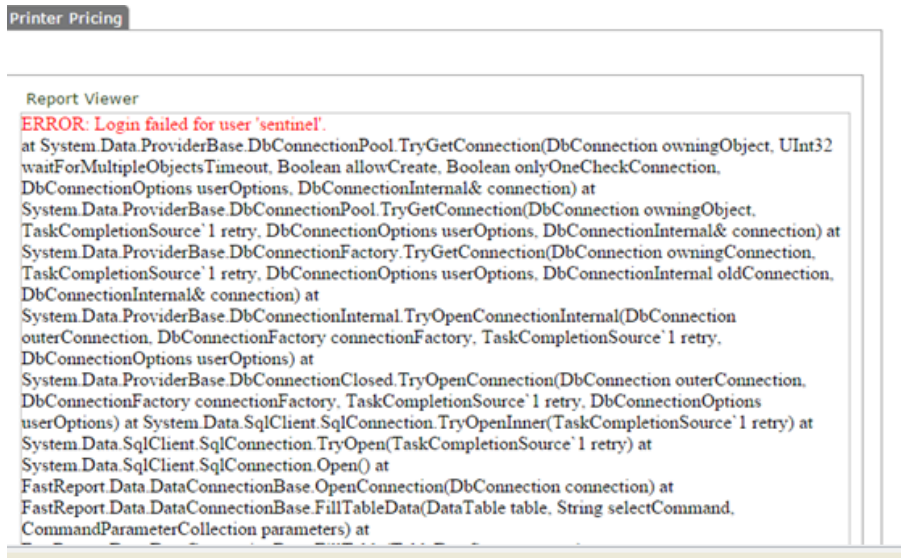 Printer Pricing
Report Viewer
ERROR: Login failed for user 'sentinel'.
at System.Data.ProviderBase.DbConnectionPool.TryGetConnection(DbConnection owningObject, UInt32
waitForMultipleObjectsTimeout, Boolean allowCreate, Boolean onlyOneCheckConnection,
DbConnectionOptions userOptions, DbConnectionInternal& connection) at
System.Data.ProviderBase.DbConnectionPool.TryGetConnection(DbConnection owningObject,
TaskCompletionSource`1 retry, DbConnectionOptions userOptions, DbConnectionInternal& connection) at
System.Data.ProviderBase.DbConnectionFactory.TryGetConnection(DbConnection owningConnection,
TaskCompletionSource`1 retry, DbConnectionOptions userOptions, DbConnectionInternal oldConnection,
DbConnectionInternal& connection) at
System.Data.ProviderBase.DbConnectionInternal.TryOpenConnectionInternal(DbConnection
outerConnection, DbConnectionFactory connectionFactory, TaskCompletionSource`1 retry,
DbConnectionOptions userOptions) at
System.Data.ProviderBase.DbConnectionClosed.TryOpenConnection(DbConnection outerConnection,
DbConnectionFactory connectionFactory, TaskCompletionSource`1 retry, DbConnectionOptions
userOptions) at System.Data.SqlClient.SqlConnection.TryOpenInner(TaskCompletionSource`1 retry) at
System.Data.SqlClient.SqlConnection.TryOpen(TaskCompletionSource`1 retry) at
System.Data.SqlClient.SqlConnection.Open() at
FastReport.Data.DataConnectionBase.OpenConnection(DbConnection connection) at
FastReport.Data.DataConnectionBase.FillTableData(DataTable table, String selectCommand,
CommandParameterCollection parameters) at